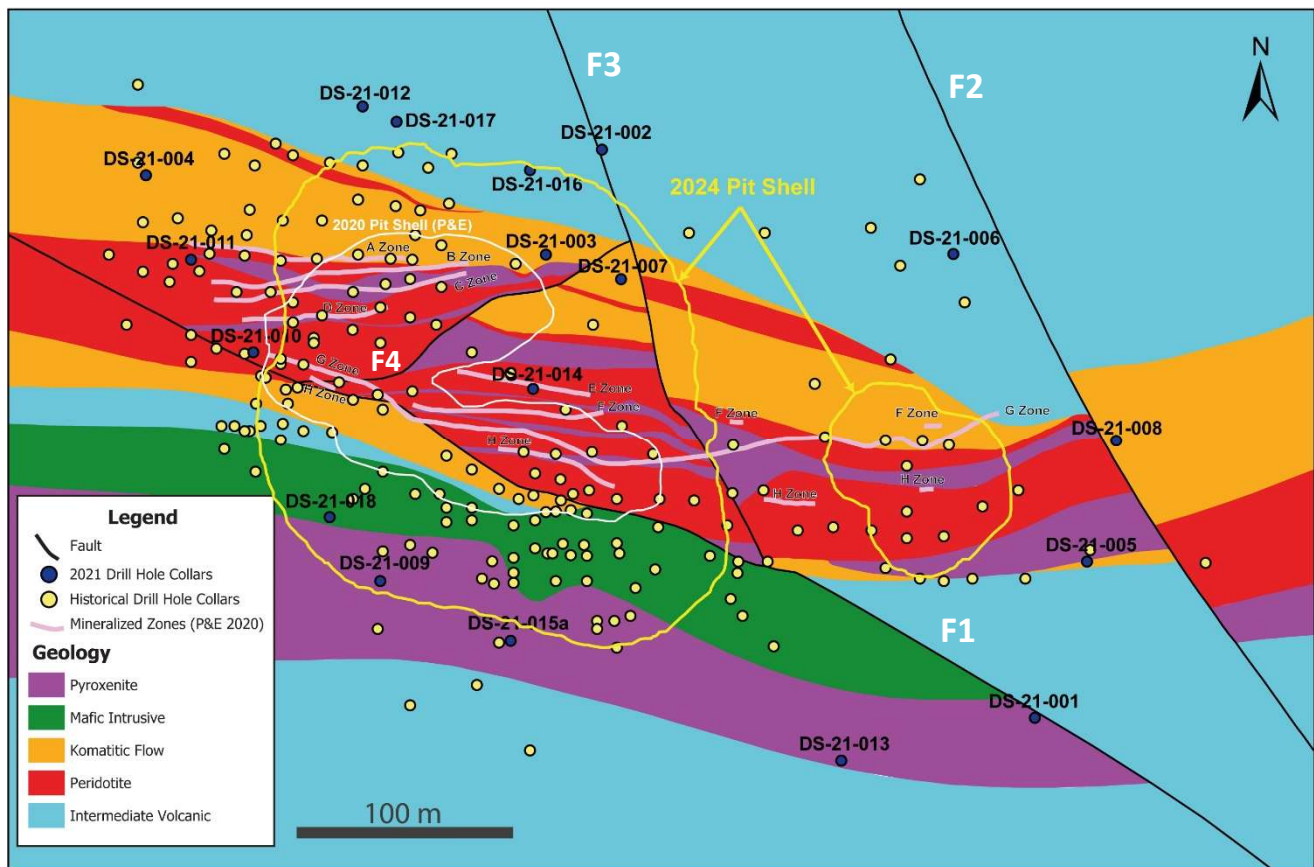 F3
F2
N
DS-21-012
DS-21-017
DS-21-002
DS-21-004
DS-21-016
2024 Pit Shell
2020 Pit Shell (P&E)
DS-21-011
A Zone
B Zone
DS-21-003
DS-21-006
C Zone
DS-21-007
D Zone
DS-21-010
G Zone
F4
DS-21-014
H Zone
E Zone
F Zone
F Zone
F Zone
G Zone
DS-21-008
H Zone
H Zone
H Zone
DS-21-018
DS-21-009
DS-21-005
DS-21-015a
F1
DS-21-001
DS-21-013
Legend
Fault
2021 Drill Hole Collars
Historical Drill Hole Collars
Mineralized Zones (P&E 2020)
Geology
Pyroxenite
Mafic Intrusive
Komatitic Flow
Peridotite
Intermediate Volcanic
100 m